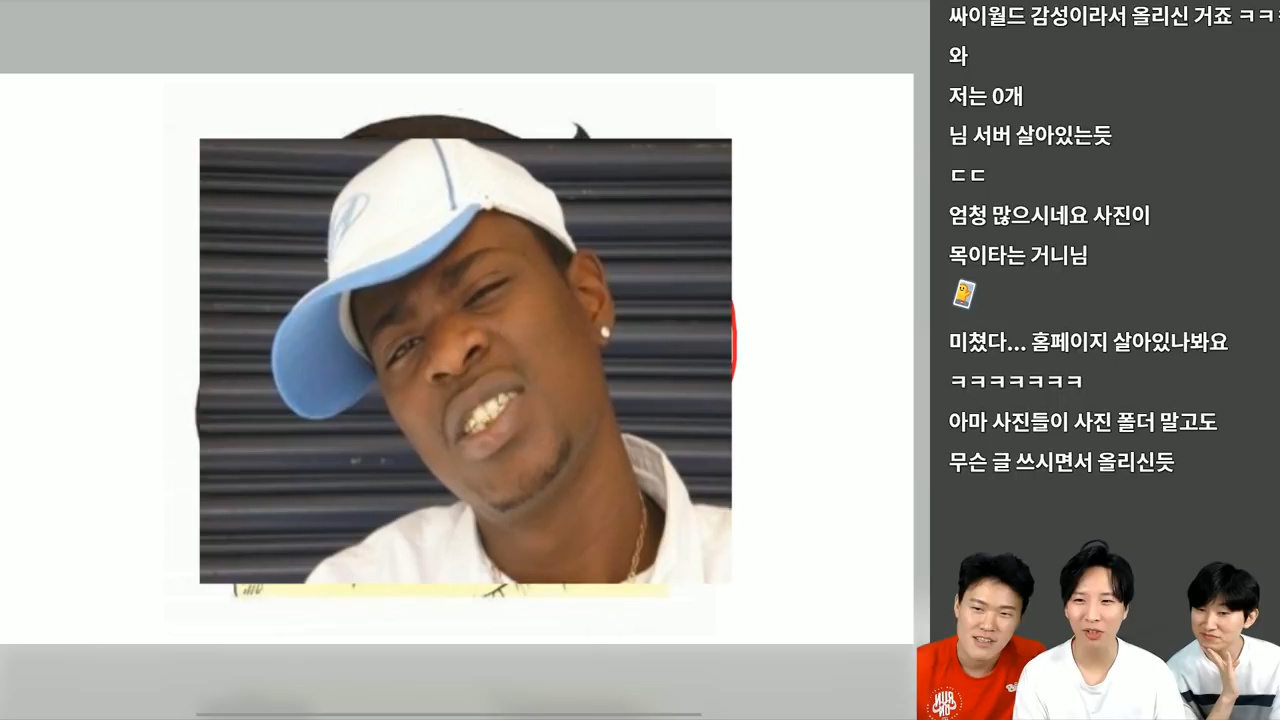 싸이월드 감성이라서 올리신 거죠 ㅋㅋ
와
저는 0개
님 서버 살아있는듯
ㄷㄷ
엄청 많으시네요 사진이
목이타는 거니님
미쳤다... 홈페이지 살아있나봐요
ㅋㅋㅋㅋㅋㅋㅋ
아마 사진들이 사진 폴더 말고도
무슨 글 쓰시면서 올리신듯